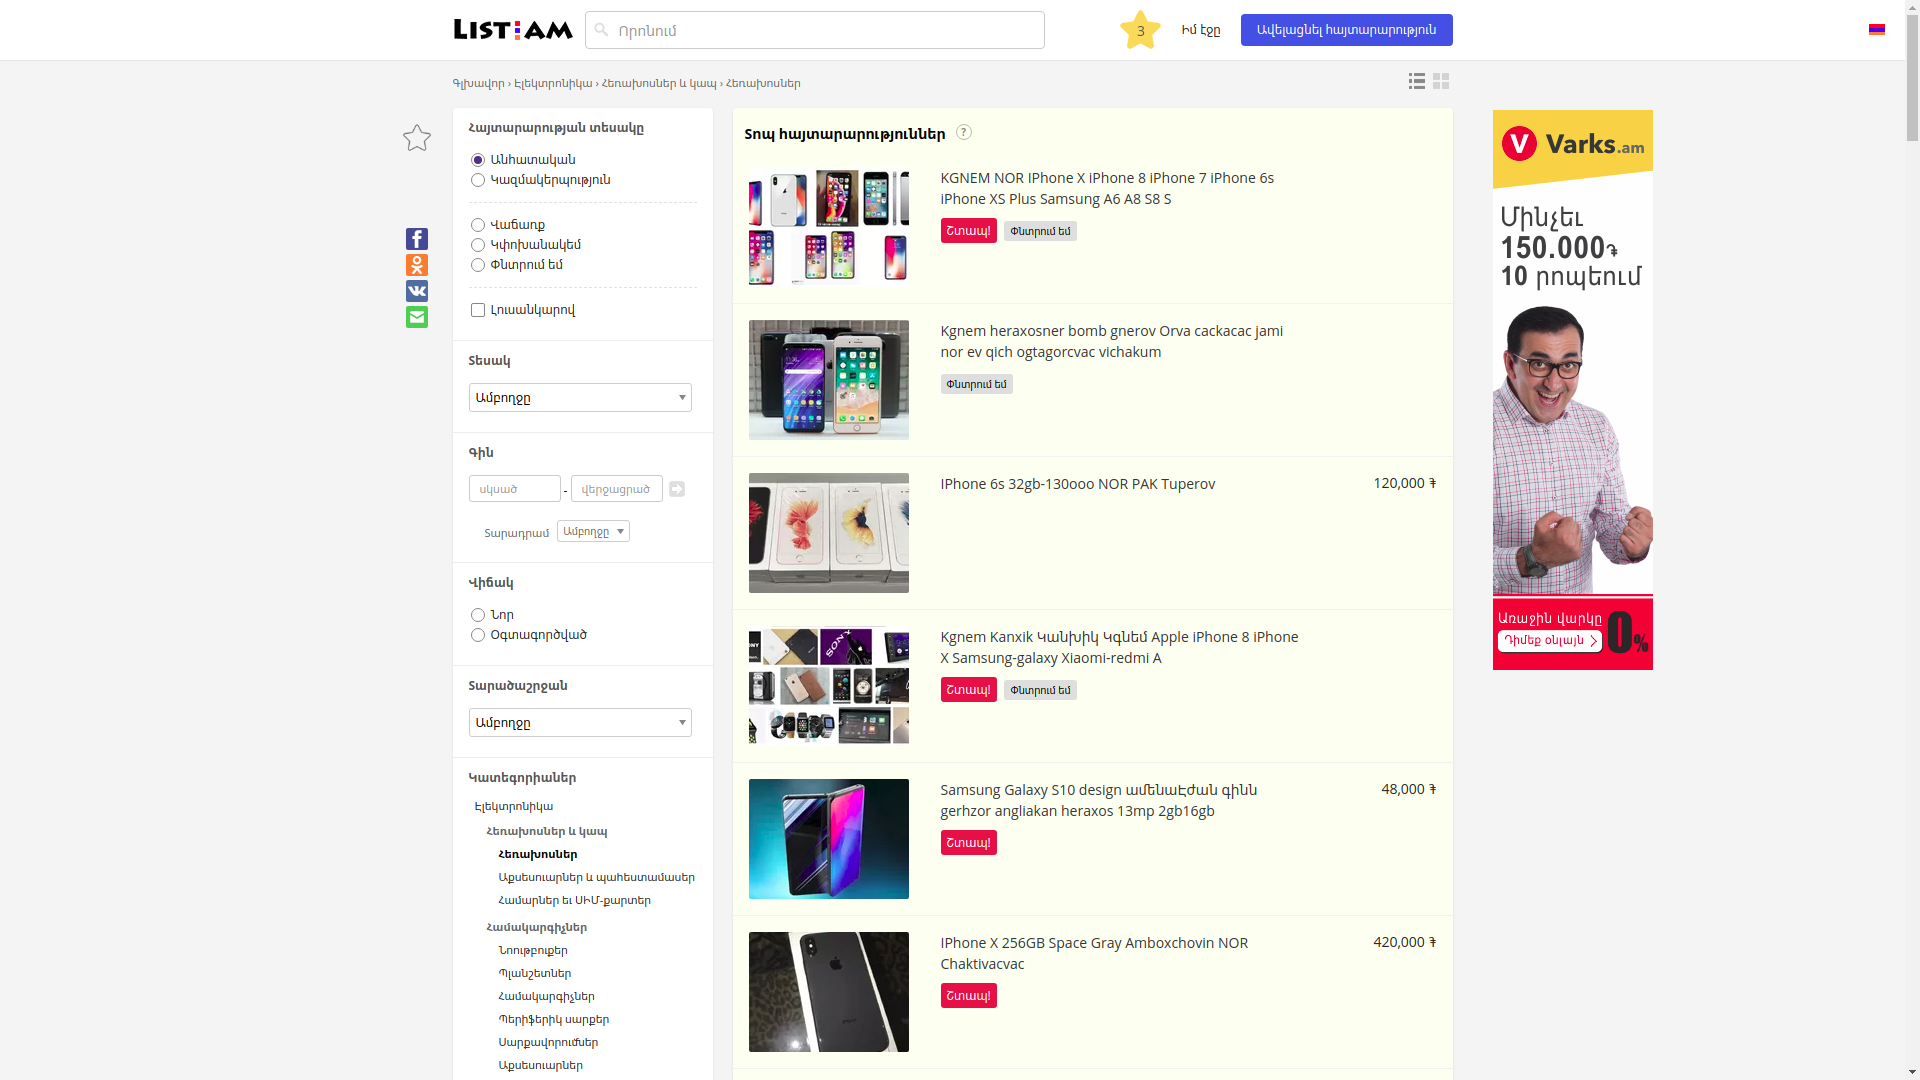 LIST.AM
Որոնում
3
Իմ էջը
Ավելացնել հայտարարություն
Գլխավոր › Էլեկտրոնիկա › Հեռախոսներ և կապ › Հեռախոսներ
Հայտարարության տեսակը
Անհատական
Կազմակերպություն
Վաճառք
Կփոխանակեմ
Փնտրում եմ
Լուսանկարով
Տեսակ
Ամբողջը
Գին
սկսած - վերջացրած
Տարադրամ Ամբողջը
Վիճակ
Նոր
Օգտագործված
Տարածաշրջան
Ամբողջը
Կատեգորիաներ
Էլեկտրոնիկա
Հեռախոսներ և կապ
Հեռախոսներ
Աքսեսուարներ և պահեստամասեր
Համարներ եւ ՍԻՄ-քարտեր
Համակարգիչներ
Նոութբուքեր
Պլանշետներ
Համակարգիչներ
Պերիֆերիկ սարքեր
Սարքավորումներ
Աքսեսուարներ
Տոպ հայտարարություններ ?
KGNEM NOR IPhone X iPhone 8 iPhone 7 iPhone 6s
iPhone XS Plus Samsung A6 A8 S8 S
Շտապ! Փնտրում եմ
Kgnem heraxosner bomb gnerov Orva cackacac jami
nor ev qich ogtagorcvac vichakum
Փնտրում եմ
IPhone 6s 32gb-130ooo NOR PAK Tuperov
120,000 ֏
Kgnem Kanxik Կանխիկ Կգնեմ Apple iPhone 8 iPhone
X Samsung-galaxy Xiaomi-redmi A
Շտապ! Փնտրում եմ
Samsung Galaxy S10 design ամենաԷժան գինն
gerhzor angliakan heraxos 13mp 2gb16gb
48,000 ֏
Շտապ!
IPhone X 256GB Space Gray Amboxchovin NOR
Chaktivacvac
420,000 ֏
Շտապ!
V Varks.am
Մինչեւ
150.000֏
10 րոպեում
Առաջին վարկը
Դիմեք օնլայն
0%